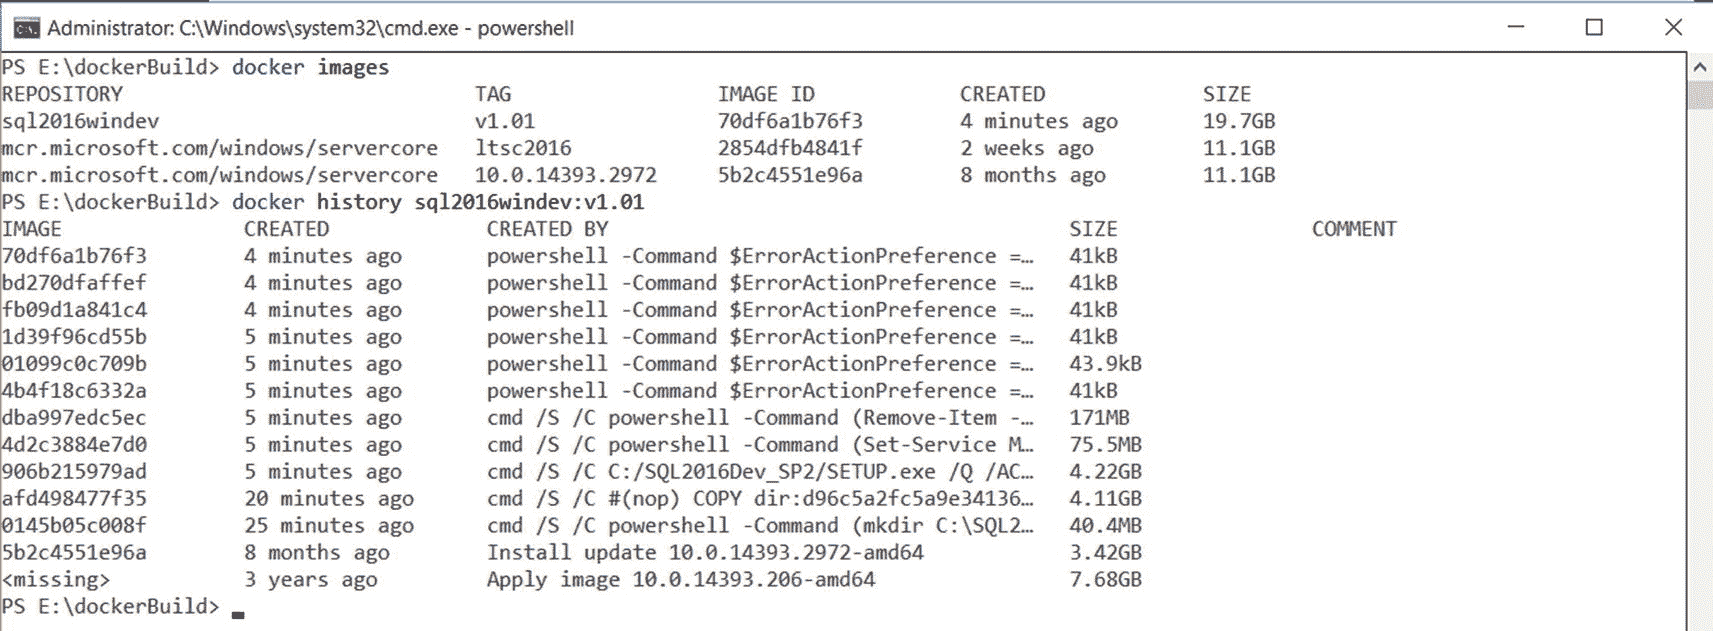 Administrator: C:\Windows\system32\cmd.exe - powershell
PS E:\dockerBuild> docker images
REPOSITORY TAG IMAGE ID CREATED SIZE
sql2016windev v1.01 70df6a1b76f3 4 minutes ago 19.7GB
mcr.microsoft.com/windows/servercore ltsc2016 2854dfb4841f 2 weeks ago 11.1GB
mcr.microsoft.com/windows/servercore 10.0.14393.2972 5b2c4551e96a 8 months ago 11.1GB
PS E:\dockerBuild> docker history sql2016windev:v1.01
IMAGE CREATED CREATED BY SIZE COMMENT
70df6a1b76f3 4 minutes ago powershell -Command $ErrorActionPreference =… 41kB
bd270dfaffef 4 minutes ago powershell -Command $ErrorActionPreference =… 41kB
fb09d1a841c4 4 minutes ago powershell -Command $ErrorActionPreference =… 41kB
1d39f96cd55b 5 minutes ago powershell -Command $ErrorActionPreference =… 41kB
01099c0c709b 5 minutes ago powershell -Command $ErrorActionPreference =… 43.9kB
4b4f18c6332a 5 minutes ago powershell -Command $ErrorActionPreference =… 41kB
dba997edc5ec 5 minutes ago cmd /S /C powershell -Command (Remove-Item -… 171MB
4d2c3884e7d0 5 minutes ago cmd /S /C powershell -Command (Set-Service M… 75.5MB
906b215979ad 5 minutes ago cmd /S /C C:/SQL2016Dev_SP2/SETUP.exe /Q /AC… 4.22GB
afd498477f35 20 minutes ago cmd /S /C #(nop) COPY dir:d96c5a2fc5a9e34136… 4.11GB
0145b05c008f 25 minutes ago cmd /S /C powershell -Command (mkdir C:\SQL2… 40.4MB
5b2c4551e96a 8 months ago Install update 10.0.14393.2972-amd64 3.42GB
<missing> 3 years ago Apply image 10.0.14393.206-amd64 7.68GB
PS E:\dockerBuild>